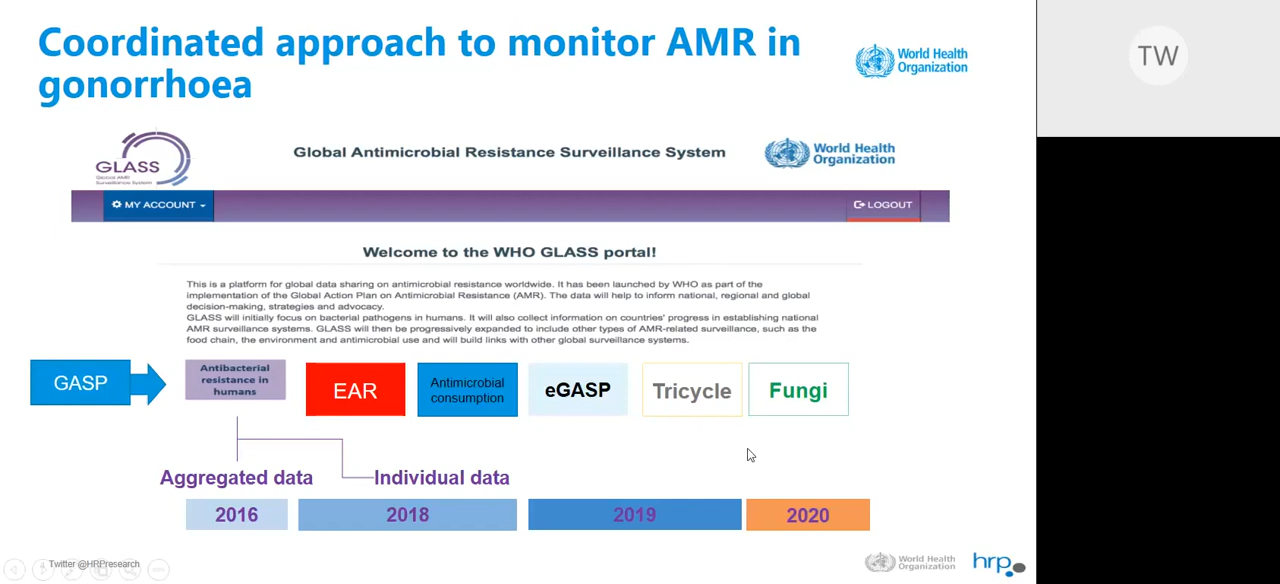 Coordinated approach to monitor AMR in
gonorrhoea
World Health
Organization
TW
GLASS
Global AMR
Surveillance System
Global Antimicrobial Resistance Surveillance System
World Health
Organization
MY ACCOUNT
LOGOUT
Welcome to the WHO GLASS portal!
This is a platform for global data sharing on antimicrobial resistance worldwide. It has been launched by WHO as part of the
implementation of the Global Action Plan on Antimicrobial Resistance (AMR). The data will help to inform national, regional and global
decision-making, strategies and advocacy.
GLASS will initially focus on bacterial pathogens in humans. It will also collect information on countries' progress in establishing national
AMR surveillance systems. GLASS will then be progressively expanded to include other types of AMR-related surveillance, such as the
food chain, the environment and antimicrobial use and will build links with other global surveillance systems.
GASP
Antibacterial
resistance in
humans
EAR
Antimicrobial
consumption
eGASP
Tricycle
Fungi
Aggregated data
Individual data
2016
2018
2019
2020
Twitter @HRPresearch
World Health
Organization
hrp